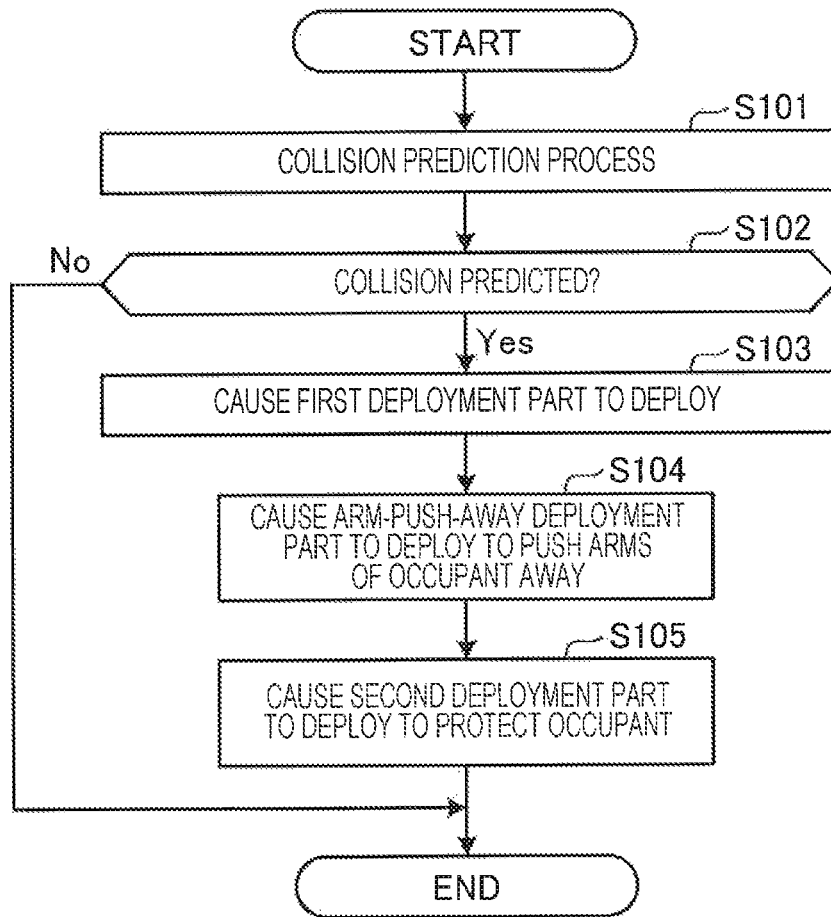 START
S101
COLLISION PREDICTION PROCESS
S102
No
COLLISION PREDICTED?
Yes
S103
CAUSE FIRST DEPLOYMENT PART TO DEPLOY
S104
CAUSE ARM-PUSH-AWAY DEPLOYMENT
PART TO DEPLOY TO PUSH ARMS
OF OCCUPANT AWAY
S105
CAUSE SECOND DEPLOYMENT PART
TO DEPLOY TO PROTECT OCCUPANT
END